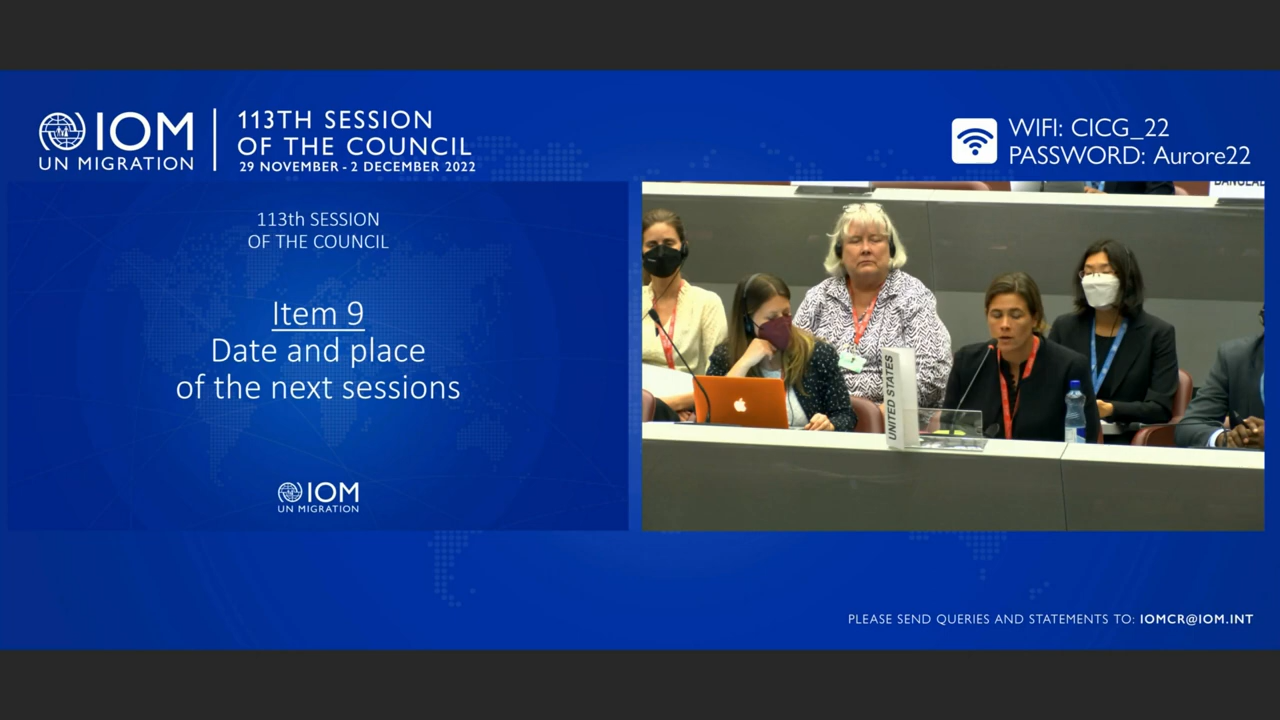 IOM
UN MIGRATION
113TH SESSION
OF THE COUNCIL
29 NOVEMBER - 2 DECEMBER 2022
WIFI: CICG_22
PASSWORD: Aurore22
113th SESSION
OF THE COUNCIL
Item 9
Date and place
of the next sessions
IOM
UN MIGRATION
UNITED STATES
PLEASE SEND QUERIES AND STATEMENTS TO: IOMCR@IOM.INT